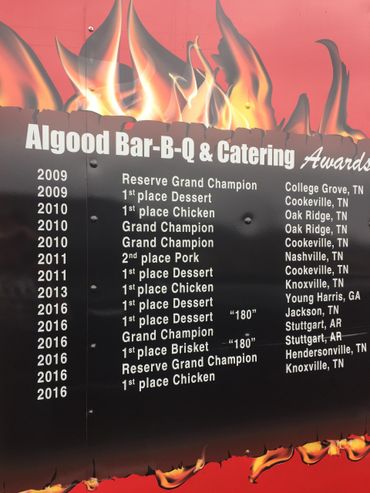 Algood Bar-B-Q & Catering Awards
2009 Reserve Grand Champion College Grove, TN
2009 1st place Dessert Cookeville, TN
2010 1st place Chicken Oak Ridge, TN
2010 Grand Champion Oak Ridge, TN
2010 Grand Champion Cookeville, TN
2011 2nd place Pork Nashville, TN
2011 1st place Dessert Cookeville, TN
2013 1st place Chicken Knoxville, TN
2016 1st place Dessert Young Harris, GA
2016 1st place Dessert "180" Jackson, TN
2016 Grand Champion Stuttgart, AR
2016 1st place Brisket "180" Stuttgart, AR
2016 Reserve Grand Champion Hendersonville, TN
2016 1st place Chicken Knoxville, TN